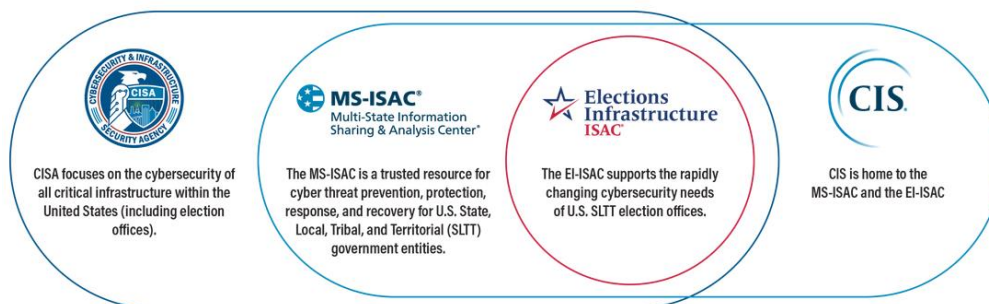 CYBERSECURITY & INFRASTRUCTURE
CISA
SECURITY AGENCY
CISA focuses on the cybersecurity of
all critical infrastructure within the
United States (including election
offices).
MS-ISAC®
Multi-State Information
Sharing & Analysis Center®
The MS-ISAC is a trusted resource for
cyber threat prevention, protection,
response, and recovery for U.S. State,
Local, Tribal, and Territorial (SLTT)
government entities.
Elections
Infrastructure
ISAC®
The EI-ISAC supports the rapidly
changing cybersecurity needs
of U.S. SLTT election offices.
CIS®
CIS is home to the
MS-ISAC and the EI-ISAC